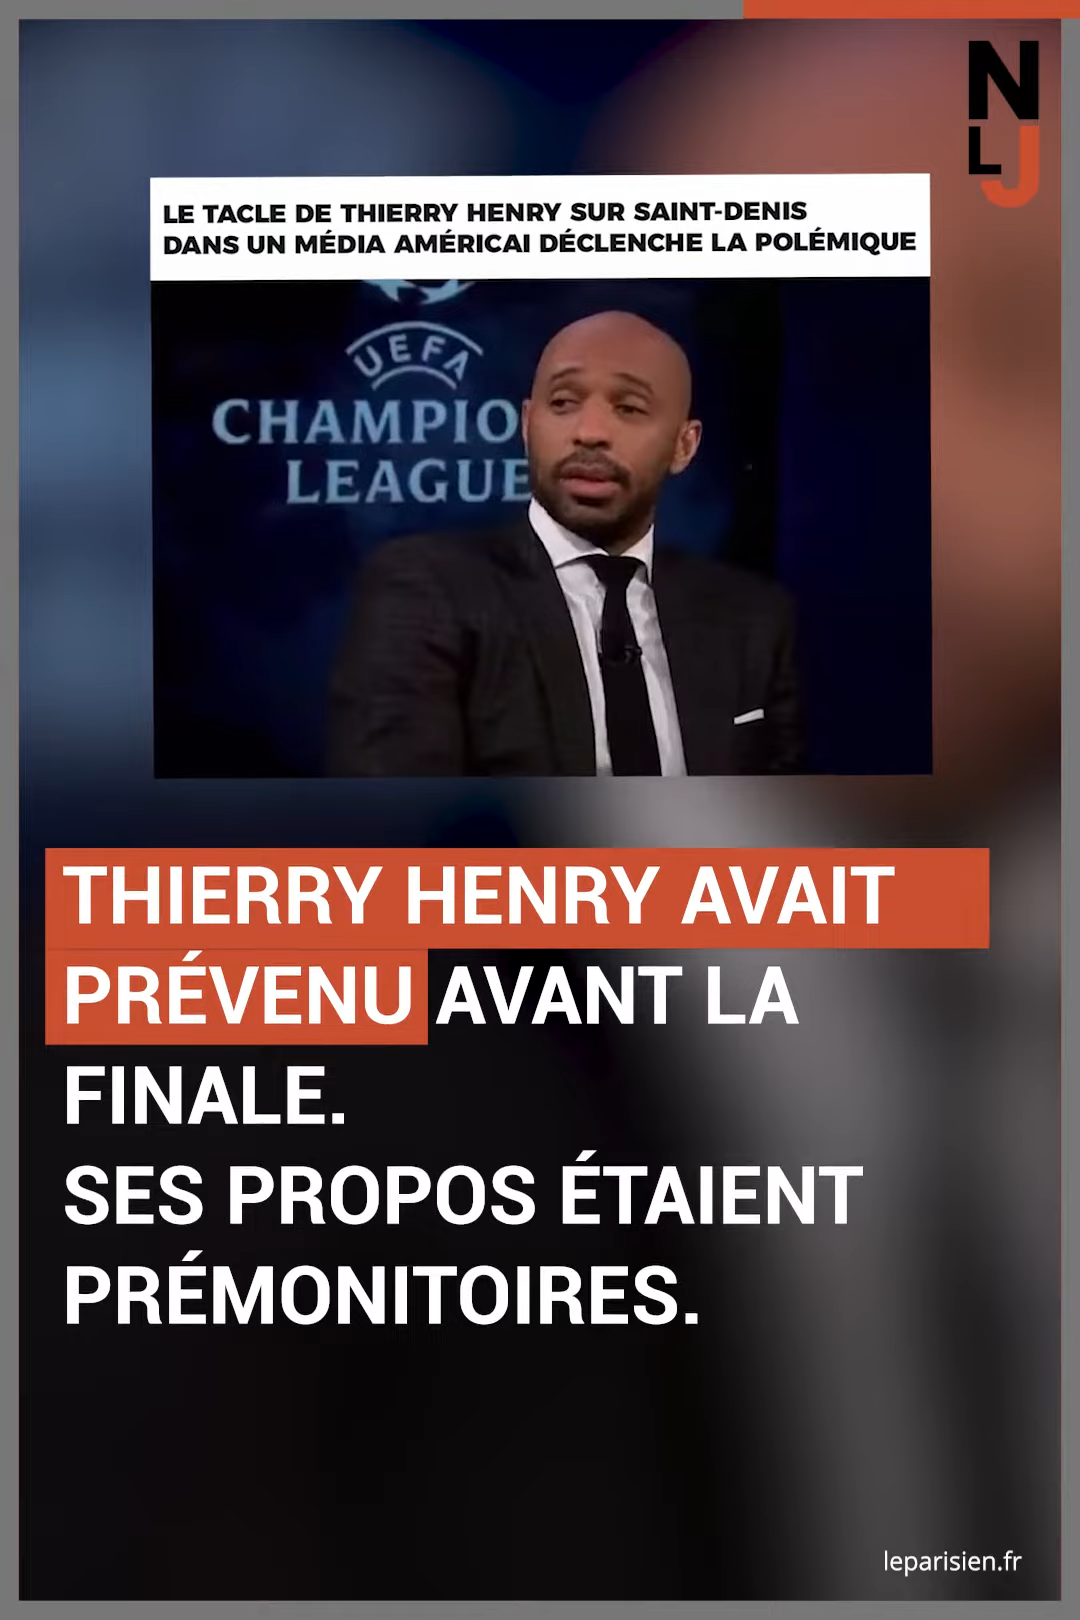 N
LJ
LE TACLE DE THIERRY HENRY SUR SAINT-DENIS
DANS UN MÉDIA AMÉRICAI DÉCLENCHE LA POLÉMIQUE
UEFA
CHAMPIO
LEAGUE
THIERRY HENRY AVAIT
PRÉVENU AVANT LA
FINALE.
SES PROPOS ÉTAIENT
PRÉMONITOIRES.
leparisien.fr